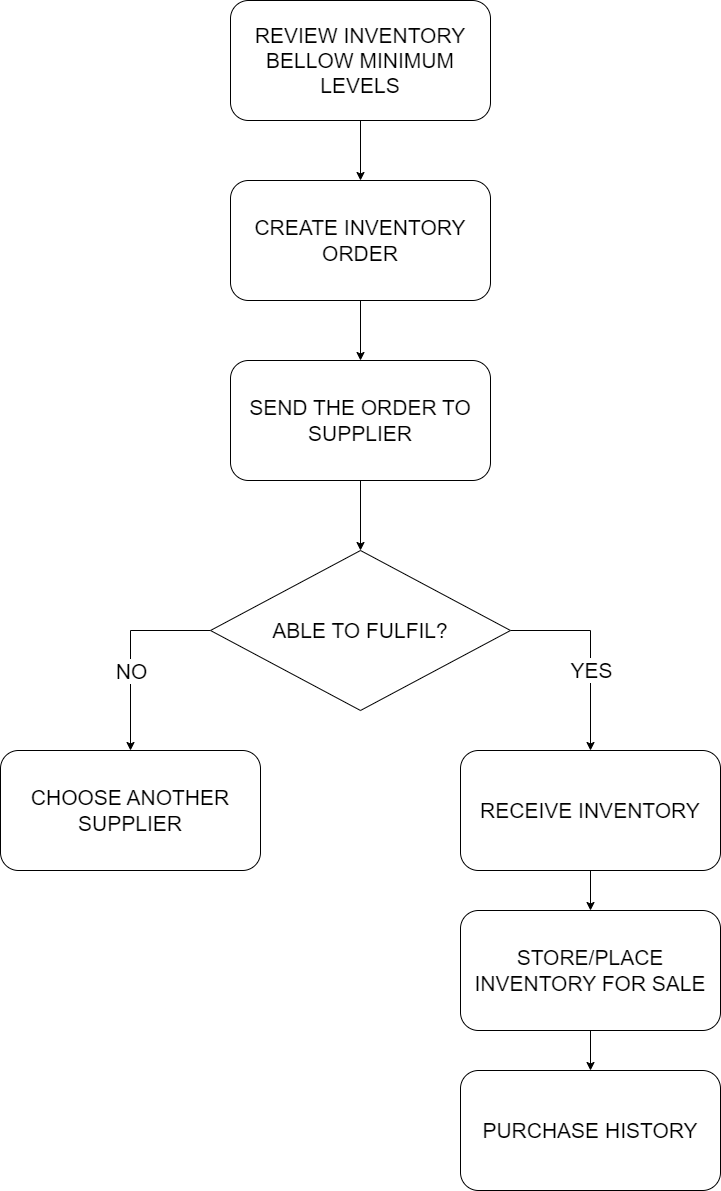 REVIEW INVENTORY
BELLOW MINIMUM
LEVELS
CREATE INVENTORY
ORDER
SEND THE ORDER TO
SUPPLIER
ABLE TO FULFIL?
NO
YES
CHOOSE ANOTHER
SUPPLIER
RECEIVE INVENTORY
STORE/PLACE
INVENTORY FOR SALE
PURCHASE HISTORY